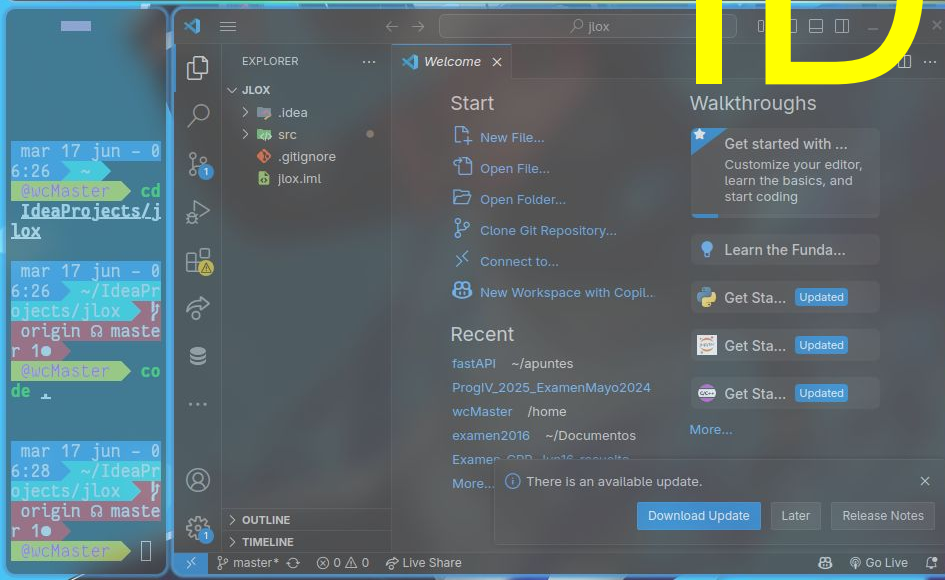 ID
mar 17 jun – 0
6:26 ~
@wcMaster cd
IdeaProjects/j
lox
mar 17 jun – 0
6:26 ~/IdeaPr
ojects/jlox
origin maste
r 1●
@wcMaster co
de .
mar 17 jun – 0
6:28 ~/IdeaPr
ojects/jlox
origin maste
r 1●
@wcMaster
jlox
EXPLORER
JLOX
.idea
src
.gitignore
jlox.iml
OUTLINE
TIMELINE
1
1
Welcome
Start
New File...
Open File...
Open Folder...
Clone Git Repository...
Connect to...
New Workspace with Copil...
Recent
fastAPI ~/apuntes
ProgIV_2025_ExamenMayo2024
wcMaster /home
examen2016 ~/Documentos
More...
Walkthroughs
Get started with ...
Customize your editor,
learn the basics, and
start coding
Learn the Funda...
Get Sta... Updated
Get Sta... Updated
C/C++ Get Sta... Updated
More...
There is an available update.
Download Update Later Release Notes
master* 0 0 Live Share Go Live